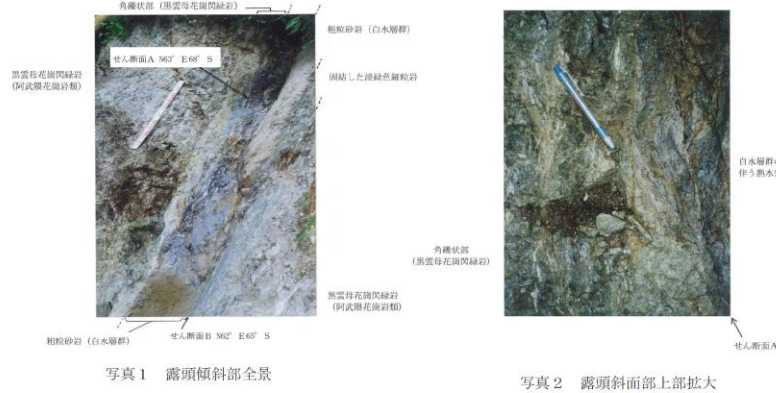 角礫状部 (黒雲母花崗閃緑岩)
粗粒砂岩 (白水層群)
せん断面A N63° E68° S
黒雲母花崗閃緑岩
(阿武隈花崗岩類)
固結した淡緑色細粒岩
黒雲母花崗閃緑岩
(阿武隈花崗岩類)
粗粒砂岩 (白水層群)
せん断面B N62° E65° S
写真1 露頭傾斜部全景
白水層群
伴う熱水
角礫状部
(黒雲母花崗閃緑岩)
せん断面A
写真2 露頭斜面部上部拡大